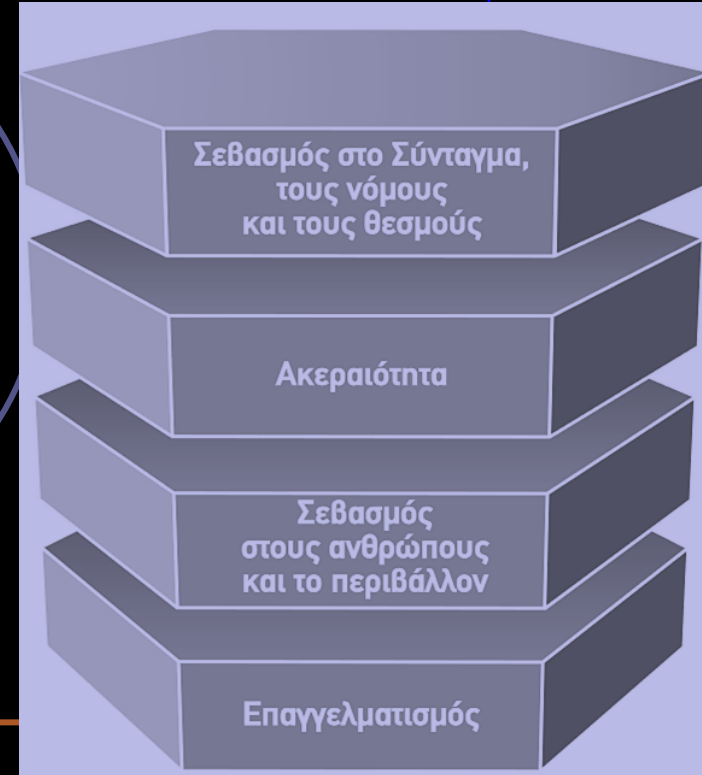 Σεβασμός στο Σύνταγμα,
τους νόμους
και τους θεσμούς
Ακεραιότητα
Σεβασμός
στους ανθρώπους
και το περιβάλλον
Επαγγελματισμός